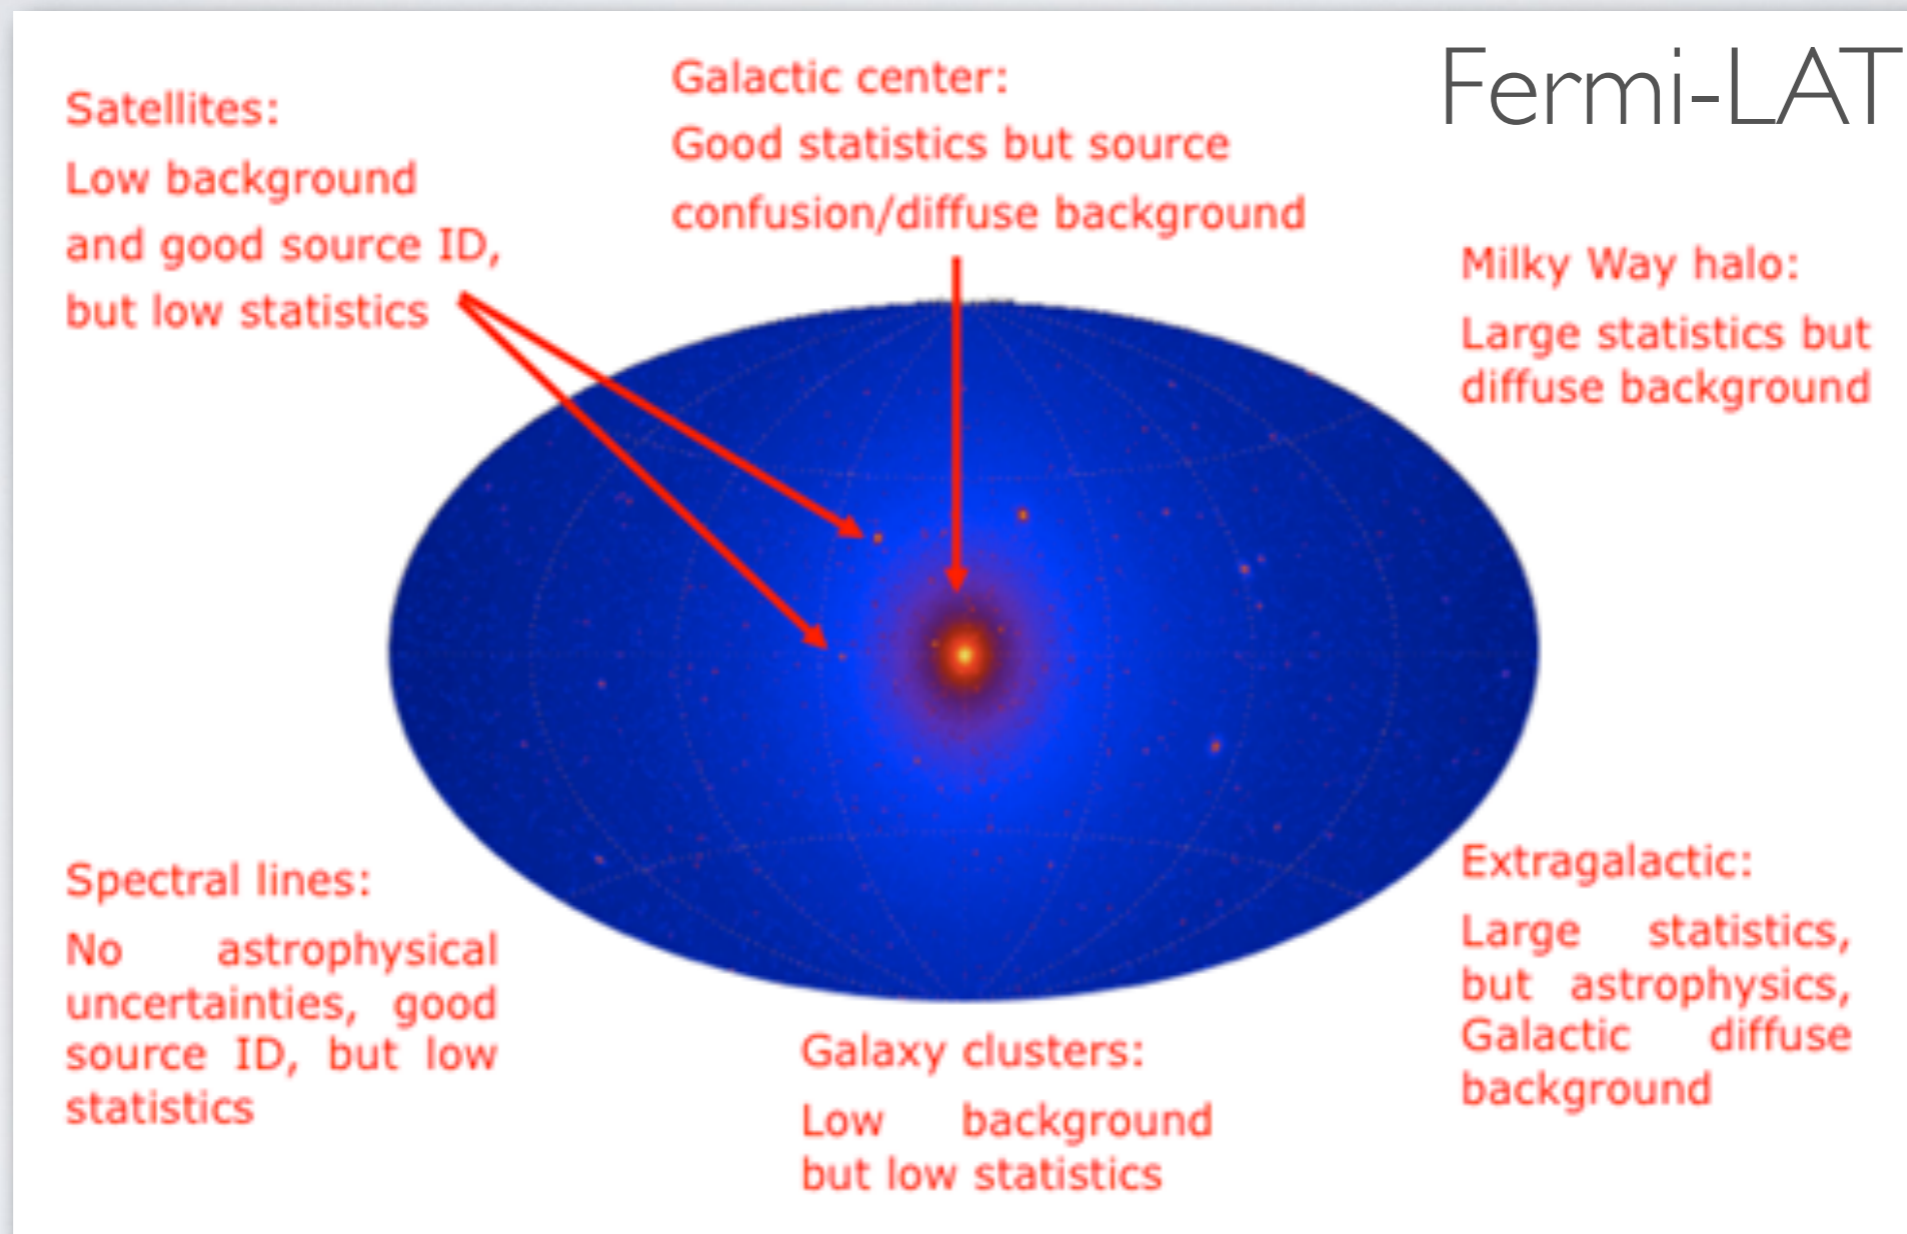 Fermi-LAT
Satellites:
Low background
and good source ID,
but low statistics
Galactic center:
Good statistics but source
confusion/diffuse background
Milky Way halo:
Large statistics but
diffuse background
Spectral lines:
No astrophysical
uncertainties, good
source ID, but low
statistics
Galaxy clusters:
Low background
but low statistics
Extragalactic:
Large statistics,
but astrophysics,
Galactic diffuse
background